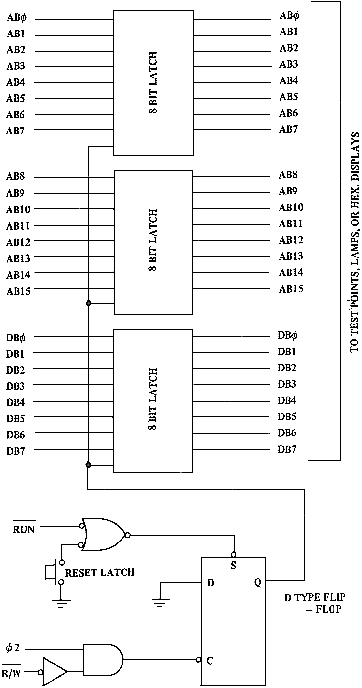 ABϕ ABϕ
AB1 AB1
AB2 AB2
AB3 AB3
AB4 AB4
AB5 AB5
AB6 AB6
AB7 AB7
8 BIT LATCH
AB8 AB8
AB9 AB9
AB10 AB10
AB11 AB11
AB12 AB12
AB13 AB13
AB14 AB14
AB15 AB15
8 BIT LATCH
DBϕ DBϕ
DB1 DB1
DB2 DB2
DB3 DB3
DB4 DB4
DB5 DB5
DB6 DB6
DB7 DB7
8 BIT LATCH
TO TEST POINTS, LAMPS, OR HEX. DISPLAYS
RUN
RESET LATCH
S
D Q
C
D TYPE FLIP
– FLOP
ϕ 2
R/W